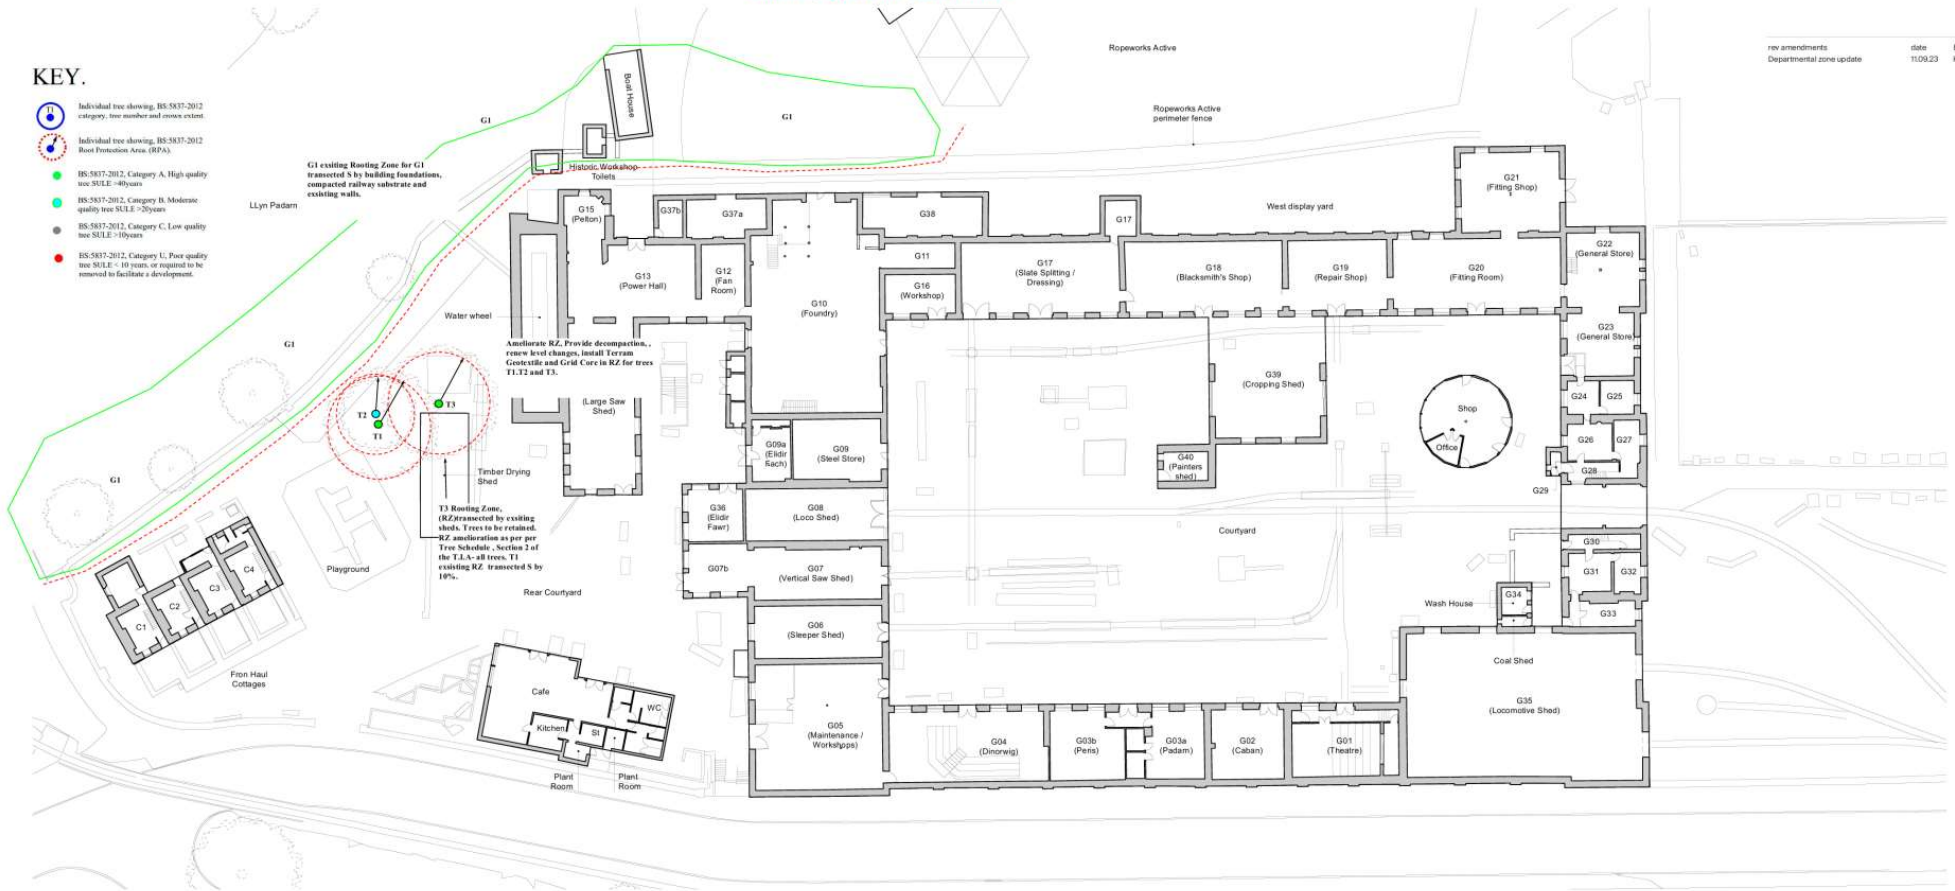 KEY.
T1
Individual tree showing, BS:5837-2012
category, tree number and crown extent.
Individual tree showing, BS:5837-2012
Root Protection Area. (RPA).
BS:5837-2012, Category A, High quality
tree SULE >40years
BS:5837-2012, Category B. Moderate
quality tree SULE >20years
BS:5837-2012, Category C, Low quality
tree SULE >10years
BS:5837-2012, Category U, Poor quality
tree SULE < 10 years, or required to be
removed to facilitate a development.
rev amendments
date
Departmental zone update
11.09.23
Ropeworks Active
Ropeworks Active
perimeter fence
Boat House
G1
G1
G1
G1
G1 exsiting Rooting Zone for G1
transected S by building foundations,
compacted railway substrate and
exsisting walls.
LLyn Padarn
Historic Workshop
Toilets
West display yard
G15
(Pelton)
G37b
G37a
G38
G17
G21
(Fitting Shop)
G13
(Power Hall)
G12
(Fan
Room)
G10
(Foundry)
G11
G16
(Workshop)
G17
(Slate Splitting /
Dressing)
G18
(Blacksmith's Shop)
G19
(Repair Shop)
G20
(Fitting Room)
G22
(General Store)
G23
(General Store)
Water wheel
Ameliorate RZ, Provide decompaction, ,
renew level changes, install Terram
Geotextile and Grid Core in RZ for trees
T1.T2 and T3.
(Large Saw
Shed)
T2
T1
T3
G39
(Cropping Shed)
Shop
Office
G24
G25
G26
G27
G28
G29
G40
(Painters
shed)
G09a
(Elidir
Bach)
G09
(Steel Store)
Timber Drying
Shed
T3 Rooting Zone,
(RZ)transected by exsiting
sheds. Trees to be retained.
RZ amelioration as per per
Tree Schedule , Section 2 of
the T.I.A- all trees. T1
exsisting RZ transected S by
10%.
G36
(Elidir
Fawr)
G08
(Loco Shed)
Courtyard
Playground
G07b
G07
(Vertical Saw Shed)
Rear Courtyard
G30
G31
G32
G33
G34
Wash House
Coal Shed
C1
C2
C3
C4
Fron Haul
Cottages
G06
(Sleeper Shed)
Cafe
Kitchen
St
WC
Plant
Room
Plant
Room
G05
(Maintenance /
Workshops)
G04
(Dinorwig)
G03b
(Peris)
G03a
(Padarn)
G02
(Caban)
G01
(Theatre)
G35
(Locomotive Shed)